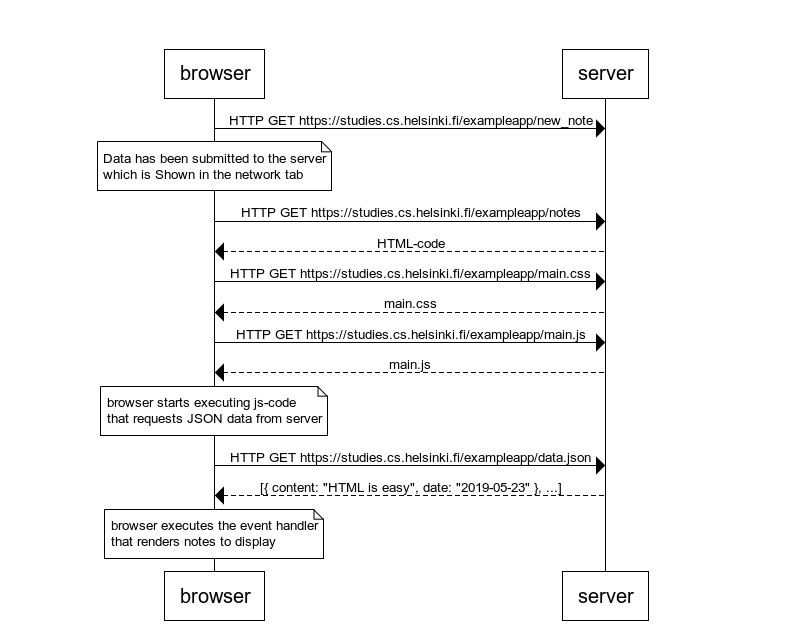 browser
server
HTTP GET https://studies.cs.helsinki.fi/exampleapp/new_note
Data has been submitted to the server
which is Shown in the network tab
HTTP GET https://studies.cs.helsinki.fi/exampleapp/notes
HTML-code
HTTP GET https://studies.cs.helsinki.fi/exampleapp/main.css
main.css
HTTP GET https://studies.cs.helsinki.fi/exampleapp/main.js
main.js
browser starts executing js-code
that requests JSON data from server
HTTP GET https://studies.cs.helsinki.fi/exampleapp/data.json
[{ content: "HTML is easy", date: "2019-05-23" }, ...]
browser executes the event handler
that renders notes to display
browser
server